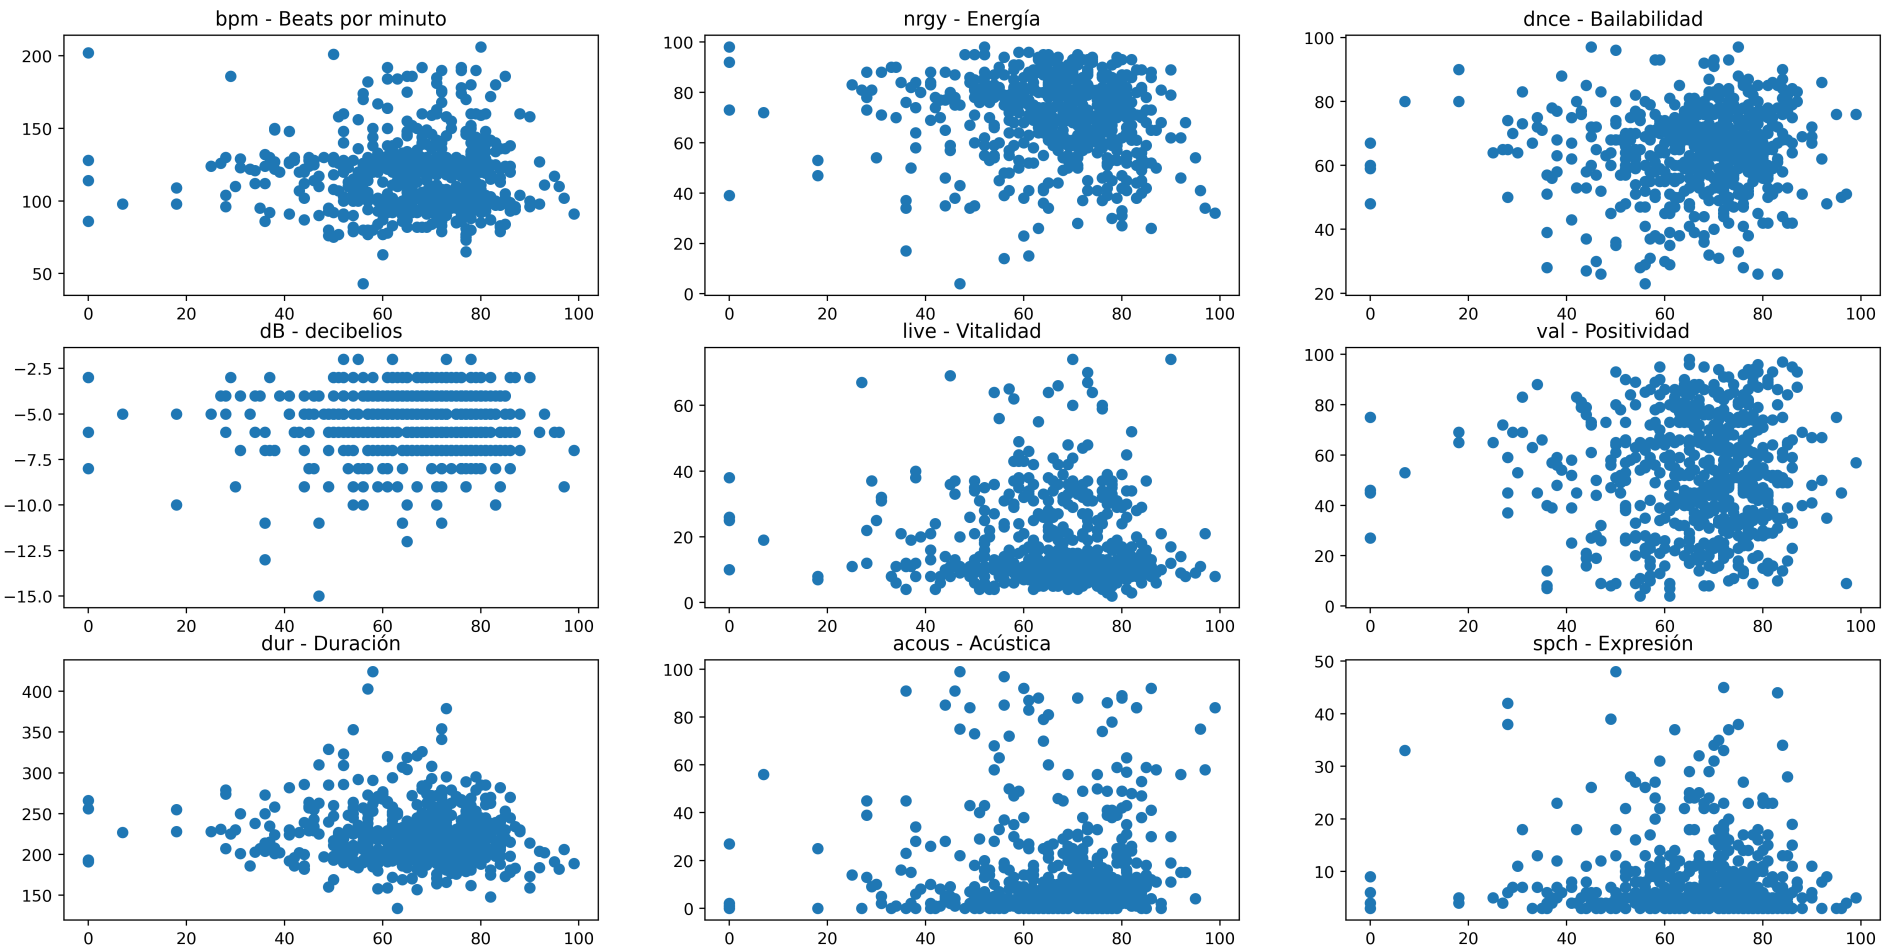 bpm - Beats por minuto
200
150
100
50
0 20 40 60 80 100
nrgy - Energía
100
80
60
40
20
0
0 20 40 60 80 100
dnce - Bailabilidad
100
80
60
40
20
0 20 40 60 80 100
dB - decibelios
−2.5
−5.0
−7.5
−10.0
−12.5
−15.0
0 20 40 60 80 100
live - Vitalidad
60
40
20
0
0 20 40 60 80 100
val - Positividad
100
80
60
40
20
0
0 20 40 60 80 100
dur - Duración
400
350
300
250
200
150
0 20 40 60 80 100
acous - Acústica
100
80
60
40
20
0
0 20 40 60 80 100
spch - Expresión
50
40
30
20
10
0 20 40 60 80 100